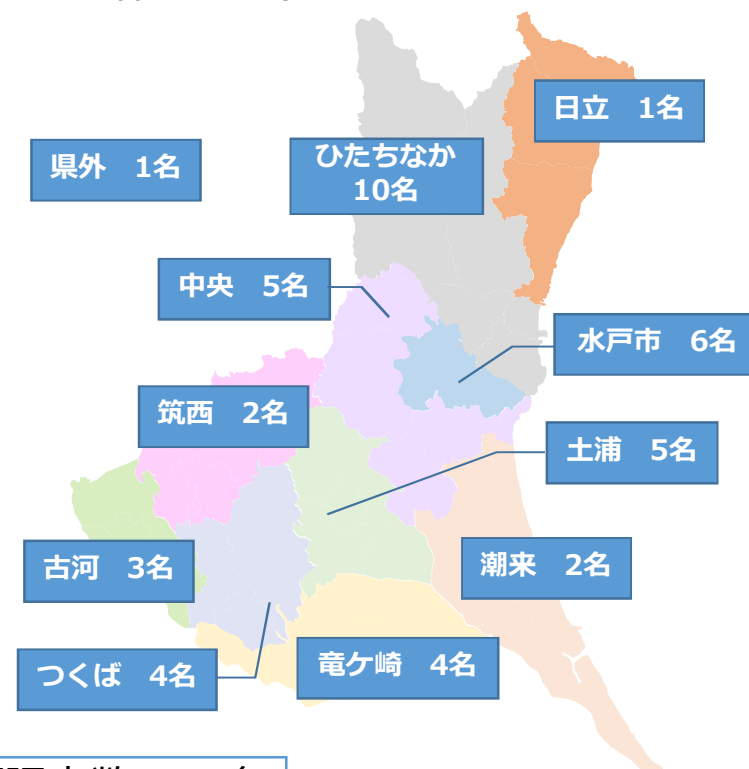 日立　1名
県外　1名
ひたちなか
10名
中央　5名
水戸市　6名
筑西　2名
土浦　5名
古河　3名
潮来　2名
つくば　4名
竜ケ崎　4名